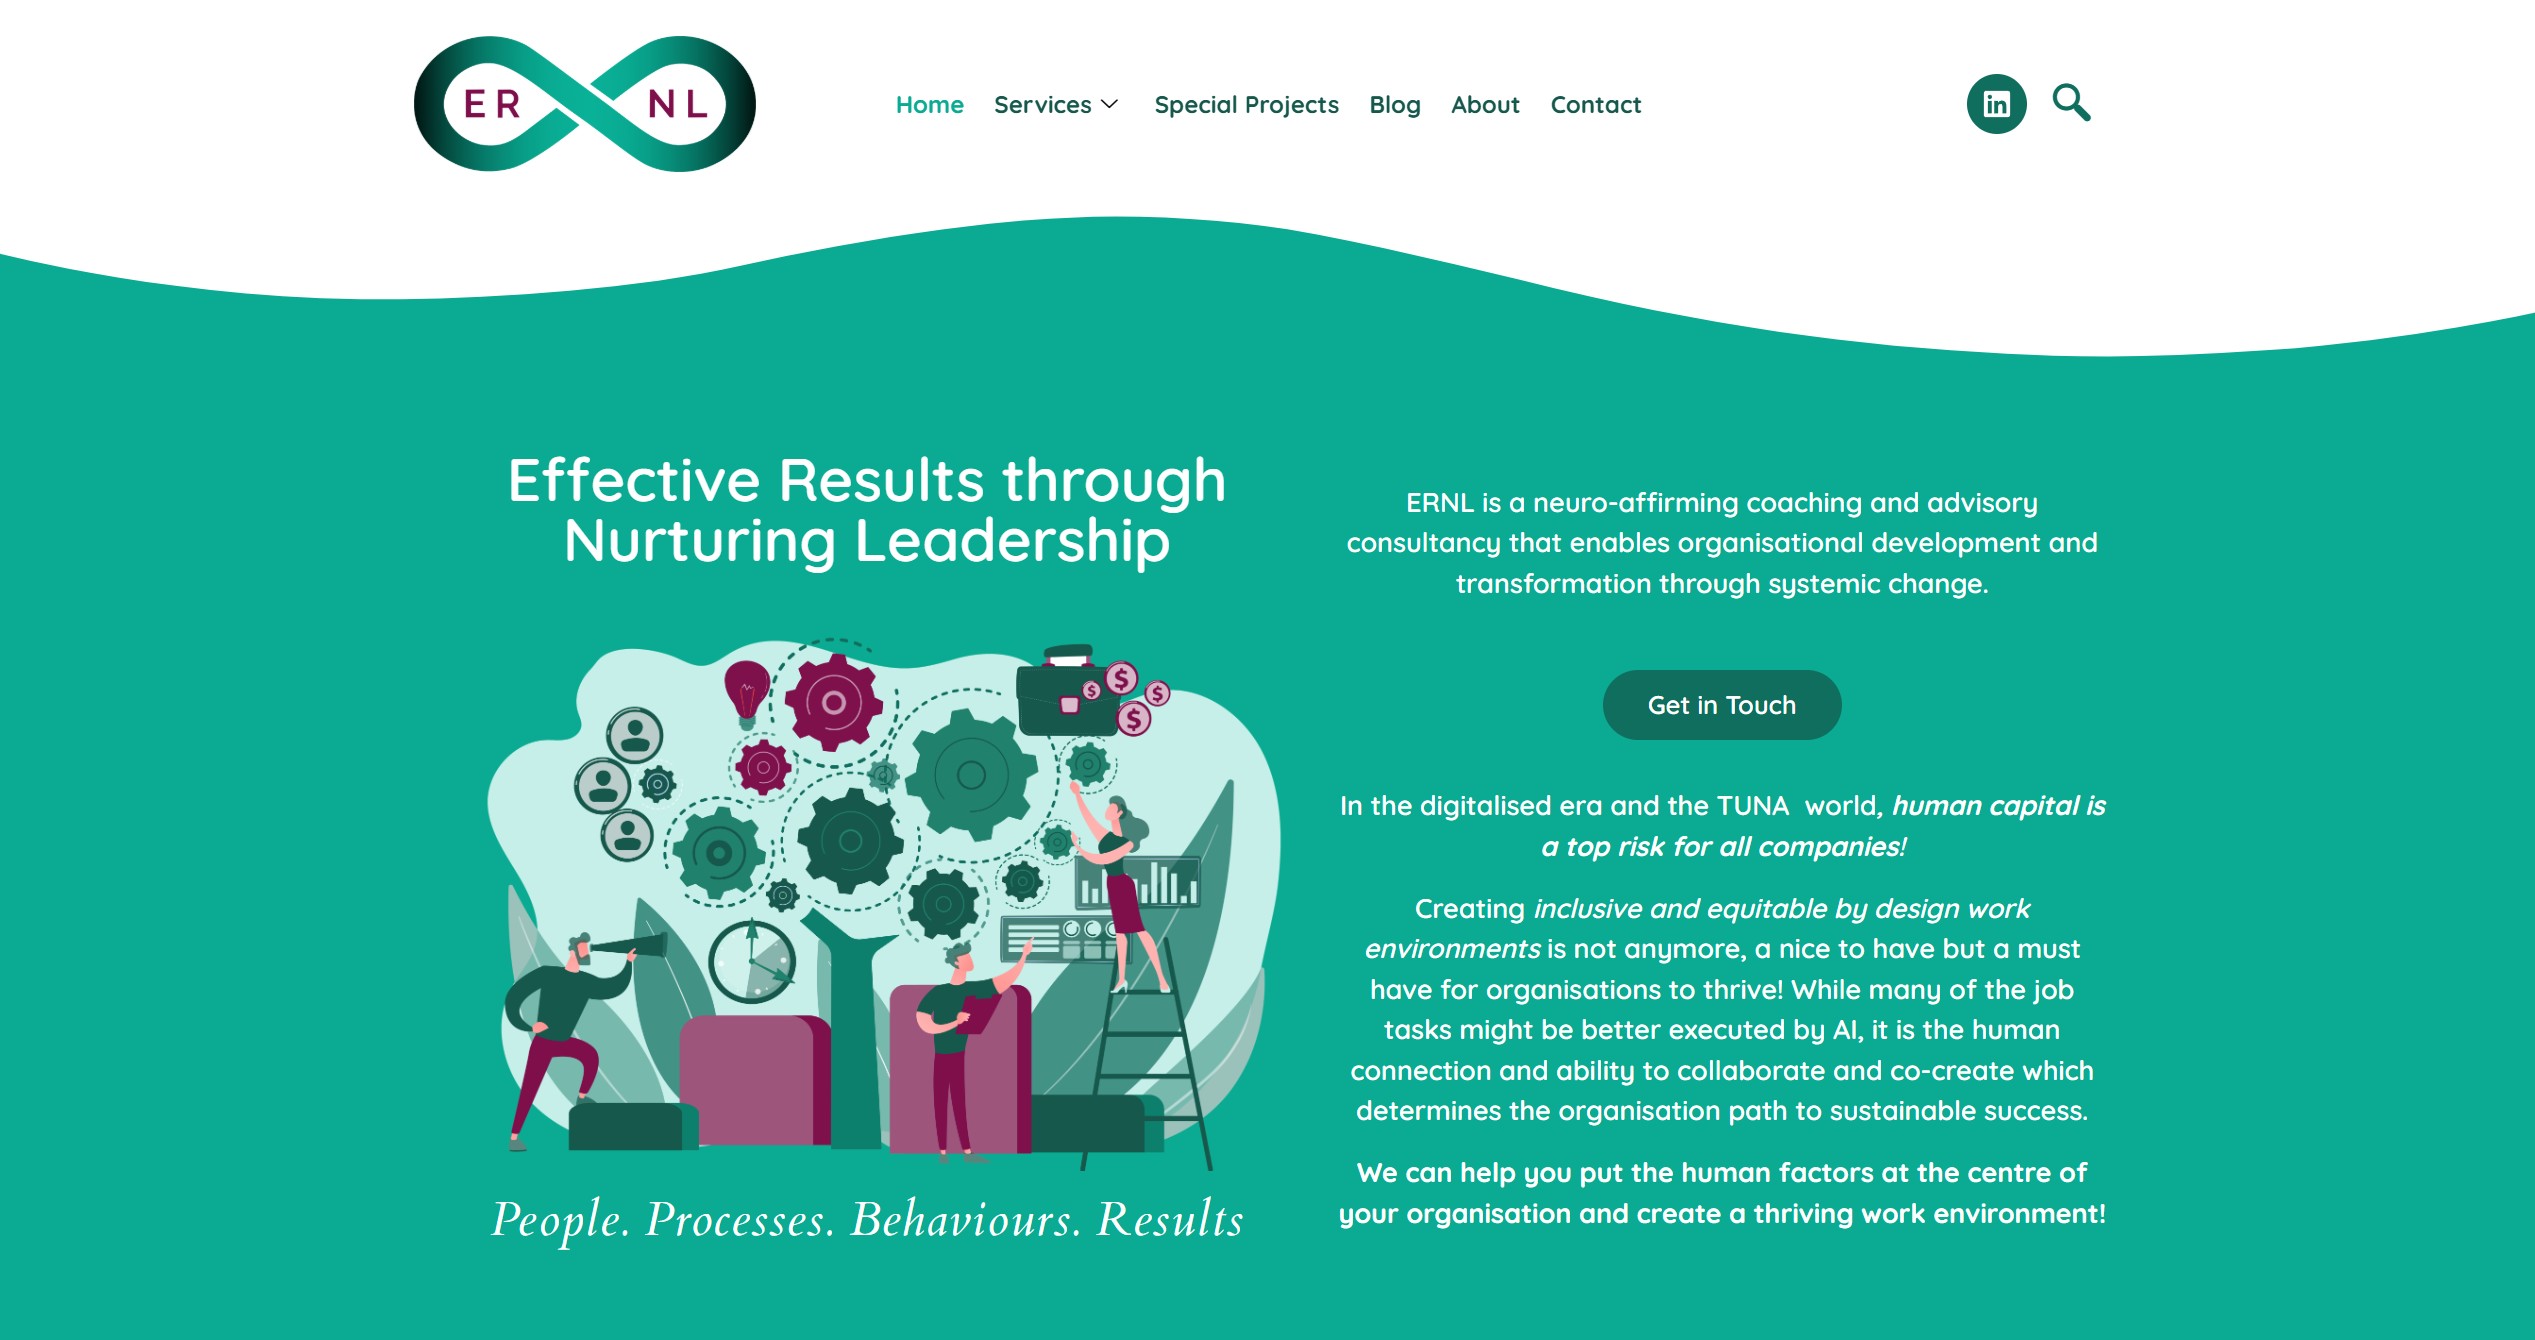 ER NL
Home Services Special Projects Blog About Contact
in
Effective Results through
Nurturing Leadership
$ $ $ $
People. Processes. Behaviours. Results
ERNL is a neuro-affirming coaching and advisory
consultancy that enables organisational development and
transformation through systemic change.
Get in Touch
In the digitalised era and the TUNA  world, human capital is
a top risk for all companies!
Creating inclusive and equitable by design work
environments is not anymore, a nice to have but a must
have for organisations to thrive! While many of the job
tasks might be better executed by AI, it is the human
connection and ability to collaborate and co-create which
determines the organisation path to sustainable success.
We can help you put the human factors at the centre of
your organisation and create a thriving work environment!